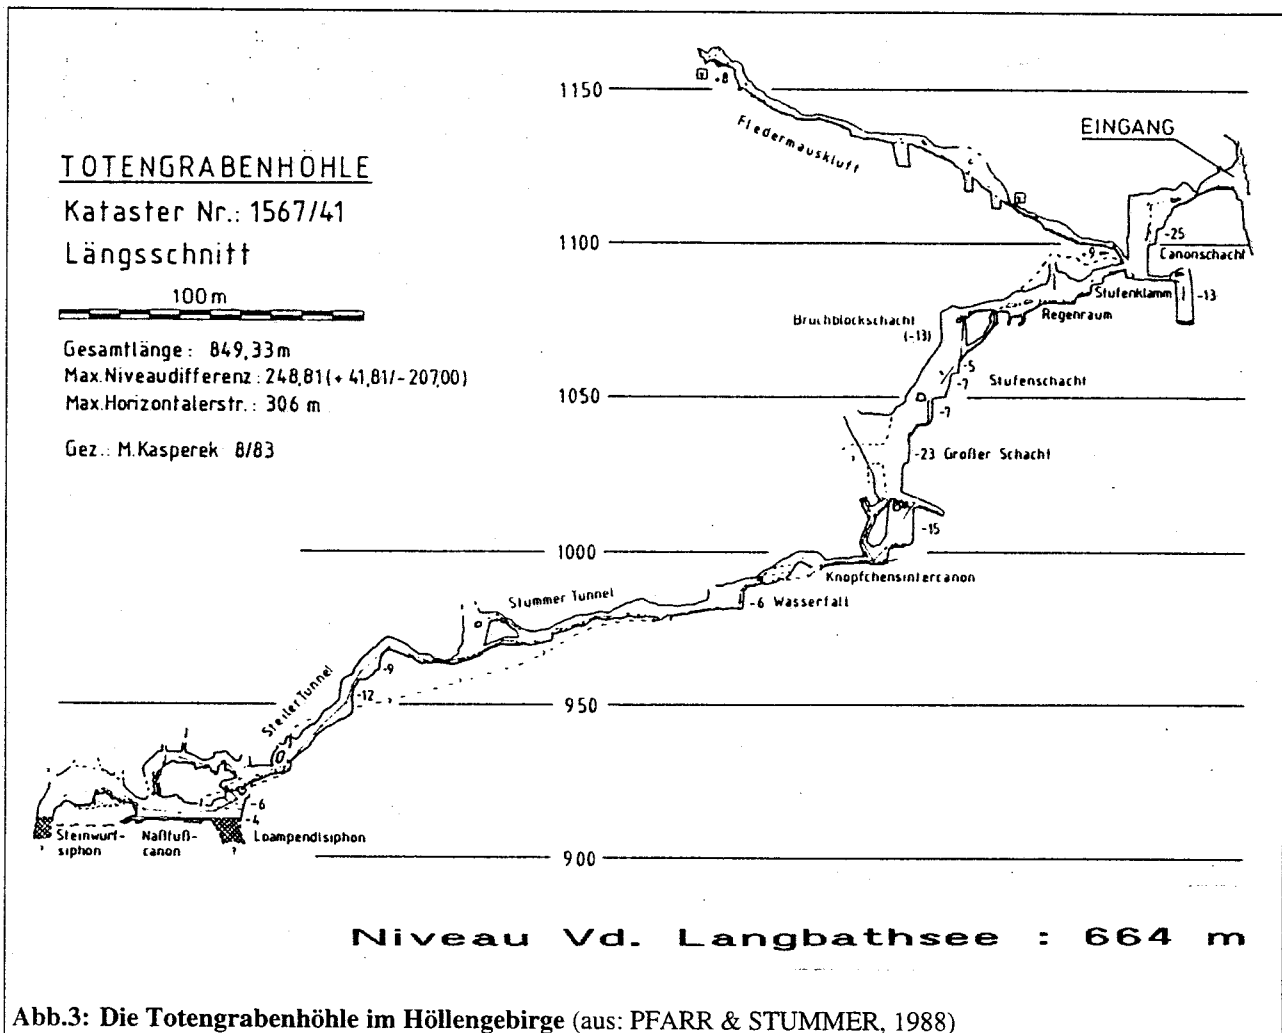 TOTENGRABENHÖHLE
Kataster Nr.: 1567/41
Längsschnitt
100 m
Gesamtlänge: 849,33m
Max.Niveaudifferenz: 248,81(+41,81/-207,00)
Max.Horizontalerstr.: 306 m
Gez.: M.Kasperek 8/83
+8
1150
Fledermauskluft
EINGANG
1100
-9
-25
Canonschacht
Stufenklamm
-13
Regenraum
Bruchblockschacht
(-13)
-5
-7
Stufenschacht
1050
-7
-23 Großer Schacht
-15
1000
Knopfchensintercanon
-6 Wasserfall
Stummer Tunnel
-9
-12
Steiler Tunnel
950
-6
-4
Steinwurf-
siphon
Naßfuß-
canon
Loampendlsiphon
?
900
Niveau Vd. Langbathsee : 664 m
Abb.3: Die Totengrabenhöhle im Höllengebirge (aus: PFARR & STUMMER, 1988)